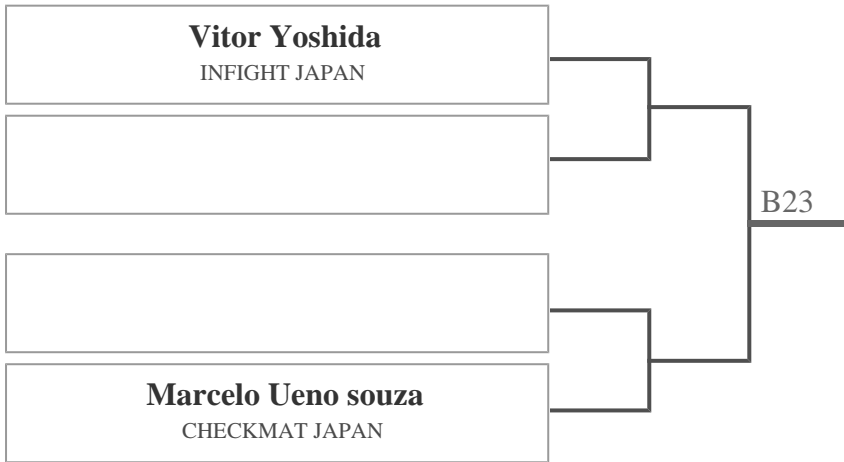 Vitor Yoshida
INFIGHT JAPAN
B23
Marcelo Ueno souza
CHECKMAT JAPAN